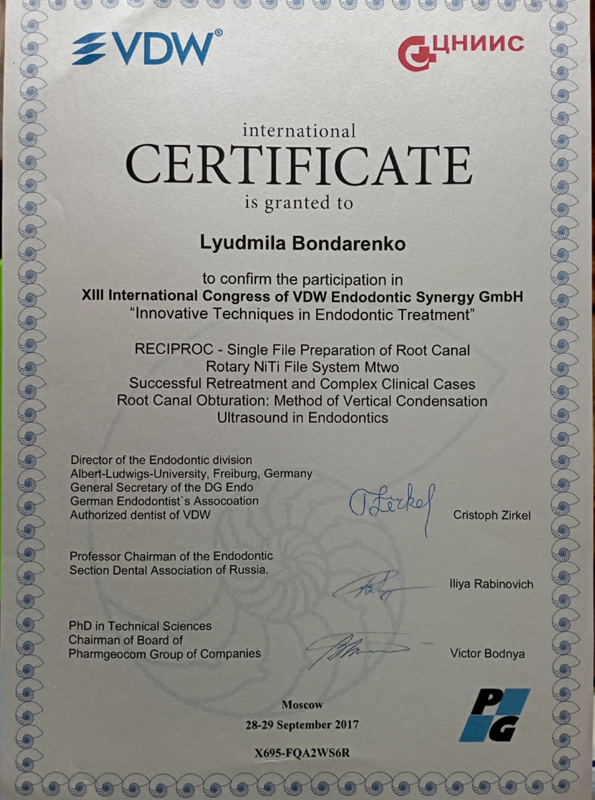 VDW®
ЦНИИС
international
CERTIFICATE
is granted to
Lyudmila Bondarenko
to confirm the participation in
XIII International Congress of VDW Endodontic Synergy GmbH
“Innovative Techniques in Endodontic Treatment”
RECIPROC - Single File Preparation of Root Canal
Rotary NiTi File System Mtwo
Successful Retreatment and Complex Clinical Cases
Root Canal Obturation: Method of Vertical Condensation
Ultrasound in Endodontics
Director of the Endodontic division
Albert-Ludwigs-University, Freiburg, Germany
General Secretary of the DG Endo
German Endodontist`s Assocoation
Authorized dentist of VDW
Cristoph Zirkel
Professor Chairman of the Endodontic
Section Dental Association of Russia.
Iliya Rabinovich
PhD in Technical Sciences
Chairman of Board of
Pharmgeocom Group of Companies
Victor Bodnya
Moscow
28-29 September 2017
X695-FQA2WS6R
PG